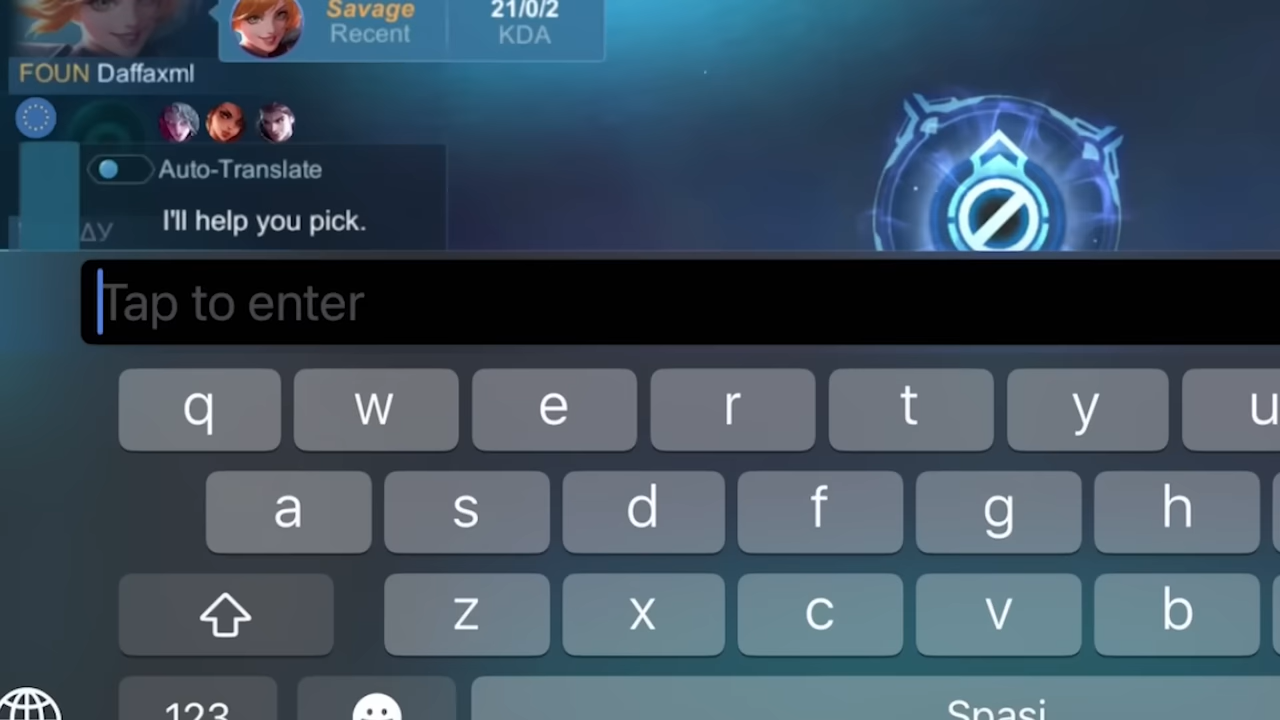 Savage 21/0/2
Recent KDA
FOUN Daffaxml
Auto-Translate
I'll help you pick.
ΔУ
Tap to enter
q w e r t y u
a s d f g h
z x c v b
123 Spasi